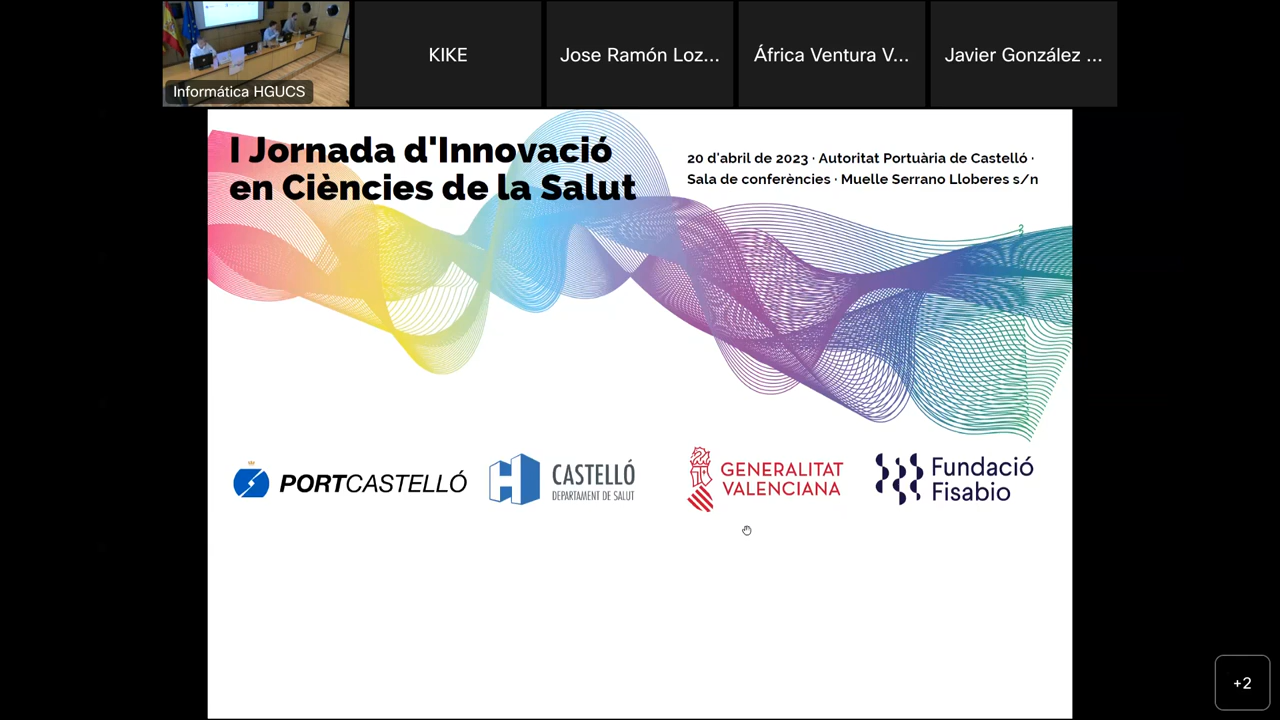 Informática HGUCS
KIKE
Jose Ramón Loz...
África Ventura V...
Javier González ...
I Jornada d'Innovació
en Ciències de la Salut
20 d'abril de 2023 · Autoritat Portuària de Castelló ·
Sala de conferències · Muelle Serrano Lloberes s/n
PORTCASTELLÓ
CASTELLÓ
DEPARTAMENT DE SALUT
GENERALITAT
VALENCIANA
Fundació
Fisabio
+2